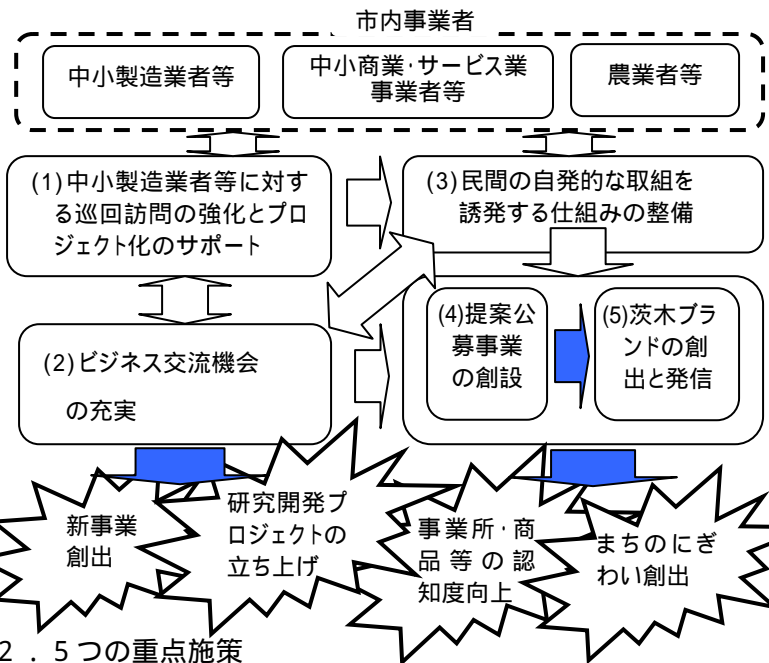 市内事業者
中小製造業者等
中小商業・サービス業
事業者等
農業者等
(1)中小製造業者等に対す
る巡回訪問の強化とプロ
ジェクト化のサポート
(3)民間の自発的な取組を
誘発する仕組みの整備
(2)ビジネス交流機会
の充実
(4)提案公
募事業
の創設
(5)茨木ブラ
ンドの創
出と発信
新事業
創出
研究開発プ
ロジェクトの
立ち上げ
事業所・商
品等の認
知度向上
まちのにぎ
わい創出
２．５つの重点施策